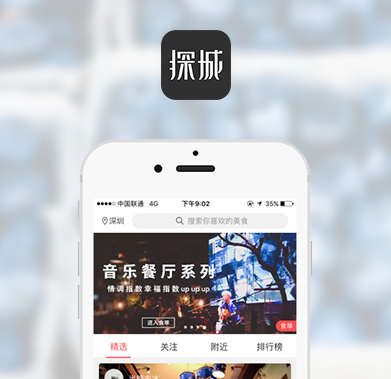 探城
中国联通 4G 下午9:02 35%
深圳 搜索你喜欢的美食
音乐餐厅系列
情调指数幸福指数up up up
进入食单
食单
精选 关注 附近 排行榜